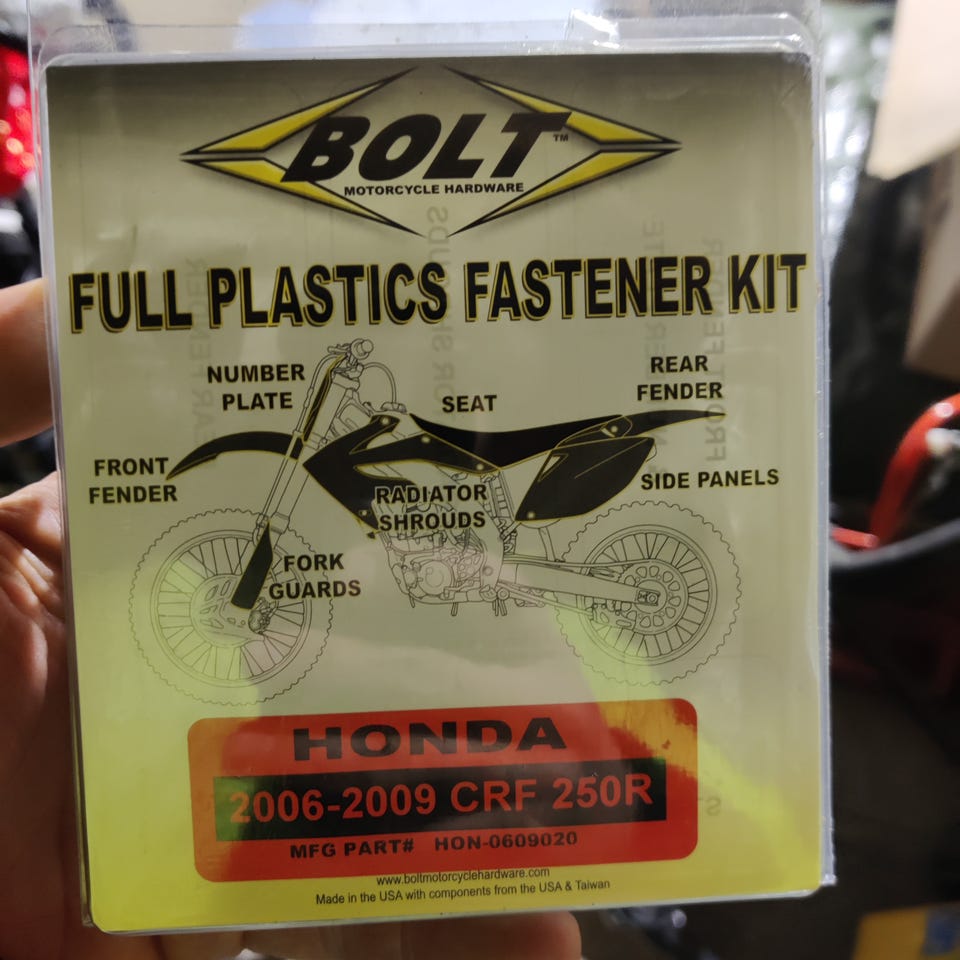 BOLT™
MOTORCYCLE HARDWARE
FULL PLASTICS FASTENER KIT
NUMBER
PLATE
SEAT
REAR
FENDER
FRONT
FENDER
RADIATOR
SHROUDS
SIDE PANELS
FORK
GUARDS
HONDA
2006-2009 CRF 250R
MFG PART# HON-0609020
www.boltmotorcyclehardware.com
Made in the USA with components from the USA & Taiwan